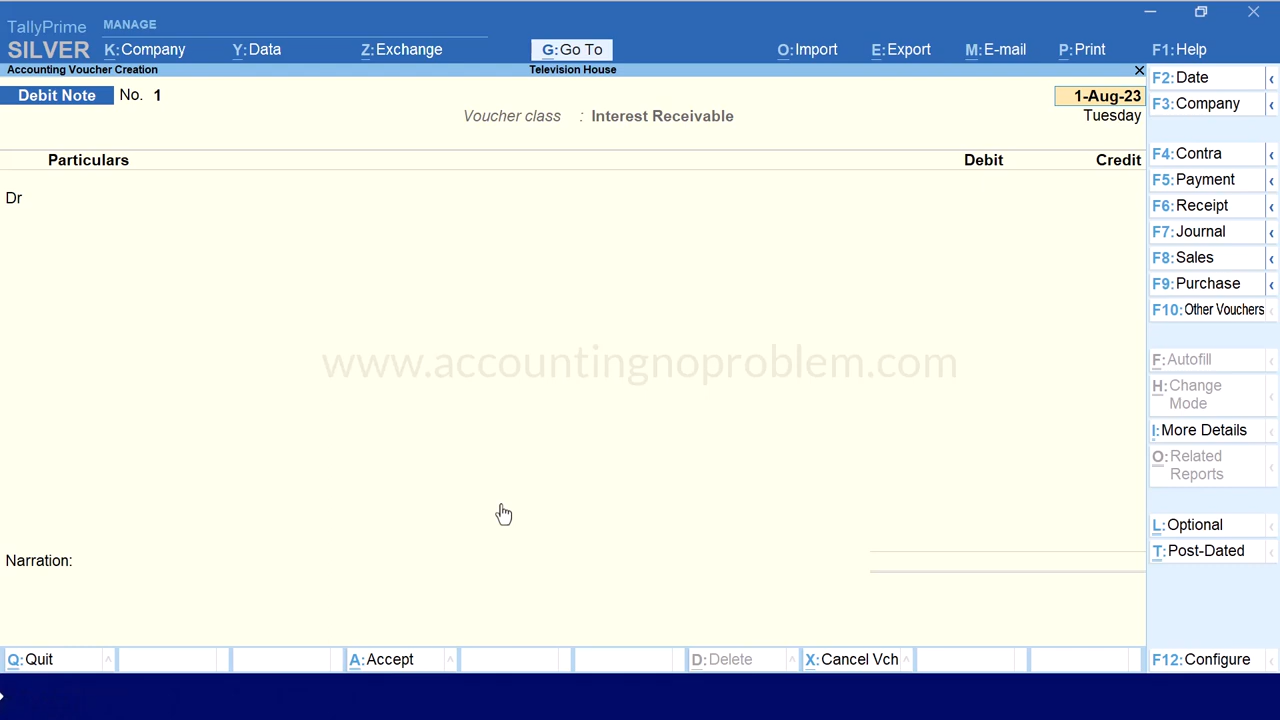 TallyPrime MANAGE
SILVER K:Company Y:Data Z:Exchange G:Go To O:Import E:Export M:E-mail P:Print F1:Help
Accounting Voucher Creation Television House
Debit Note No. 1 1-Aug-23
Voucher class : Interest Receivable Tuesday
Particulars Debit Credit
Dr
www.accountingnoproblem.com
Narration:
F2:Date
F3:Company
F4:Contra
F5:Payment
F6:Receipt
F7:Journal
F8:Sales
F9:Purchase
F10:Other Vouchers
F:Autofill
H:Change
Mode
I:More Details
O:Related
Reports
L:Optional
T:Post-Dated
Q:Quit A:Accept D:Delete X:Cancel Vch F12:Configure